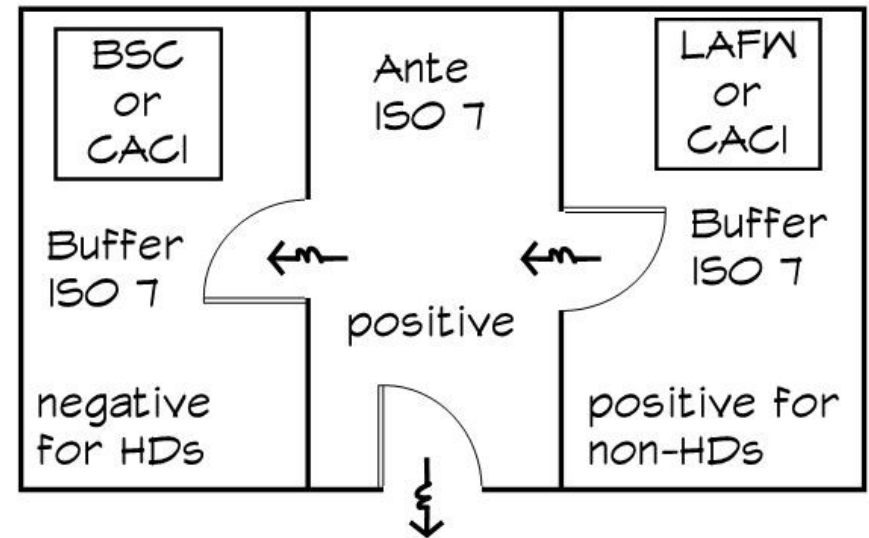 BSC
or
CACI
Buffer
ISO 7
negative
for HDs
Ante
ISO 7
positive
LAFW
or
CACI
Buffer
ISO 7
positive for
non-HDs